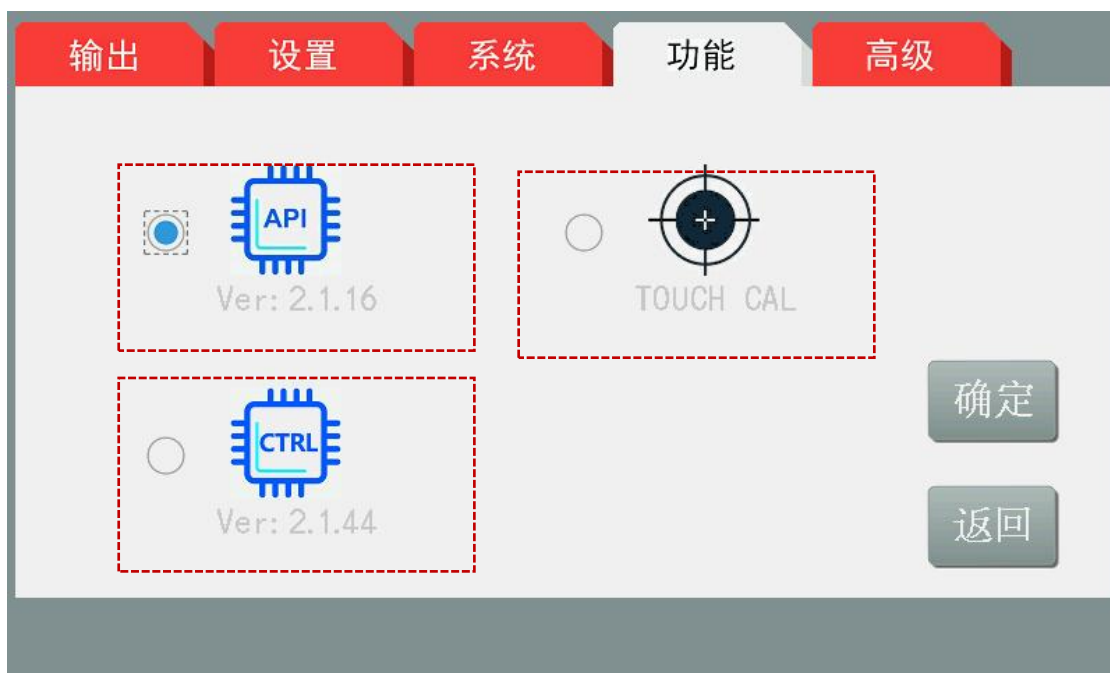 输出 设置 系统 功能 高级
API
Ver: 2.1.16
TOUCH CAL
CTRL
Ver: 2.1.44
确定
返回